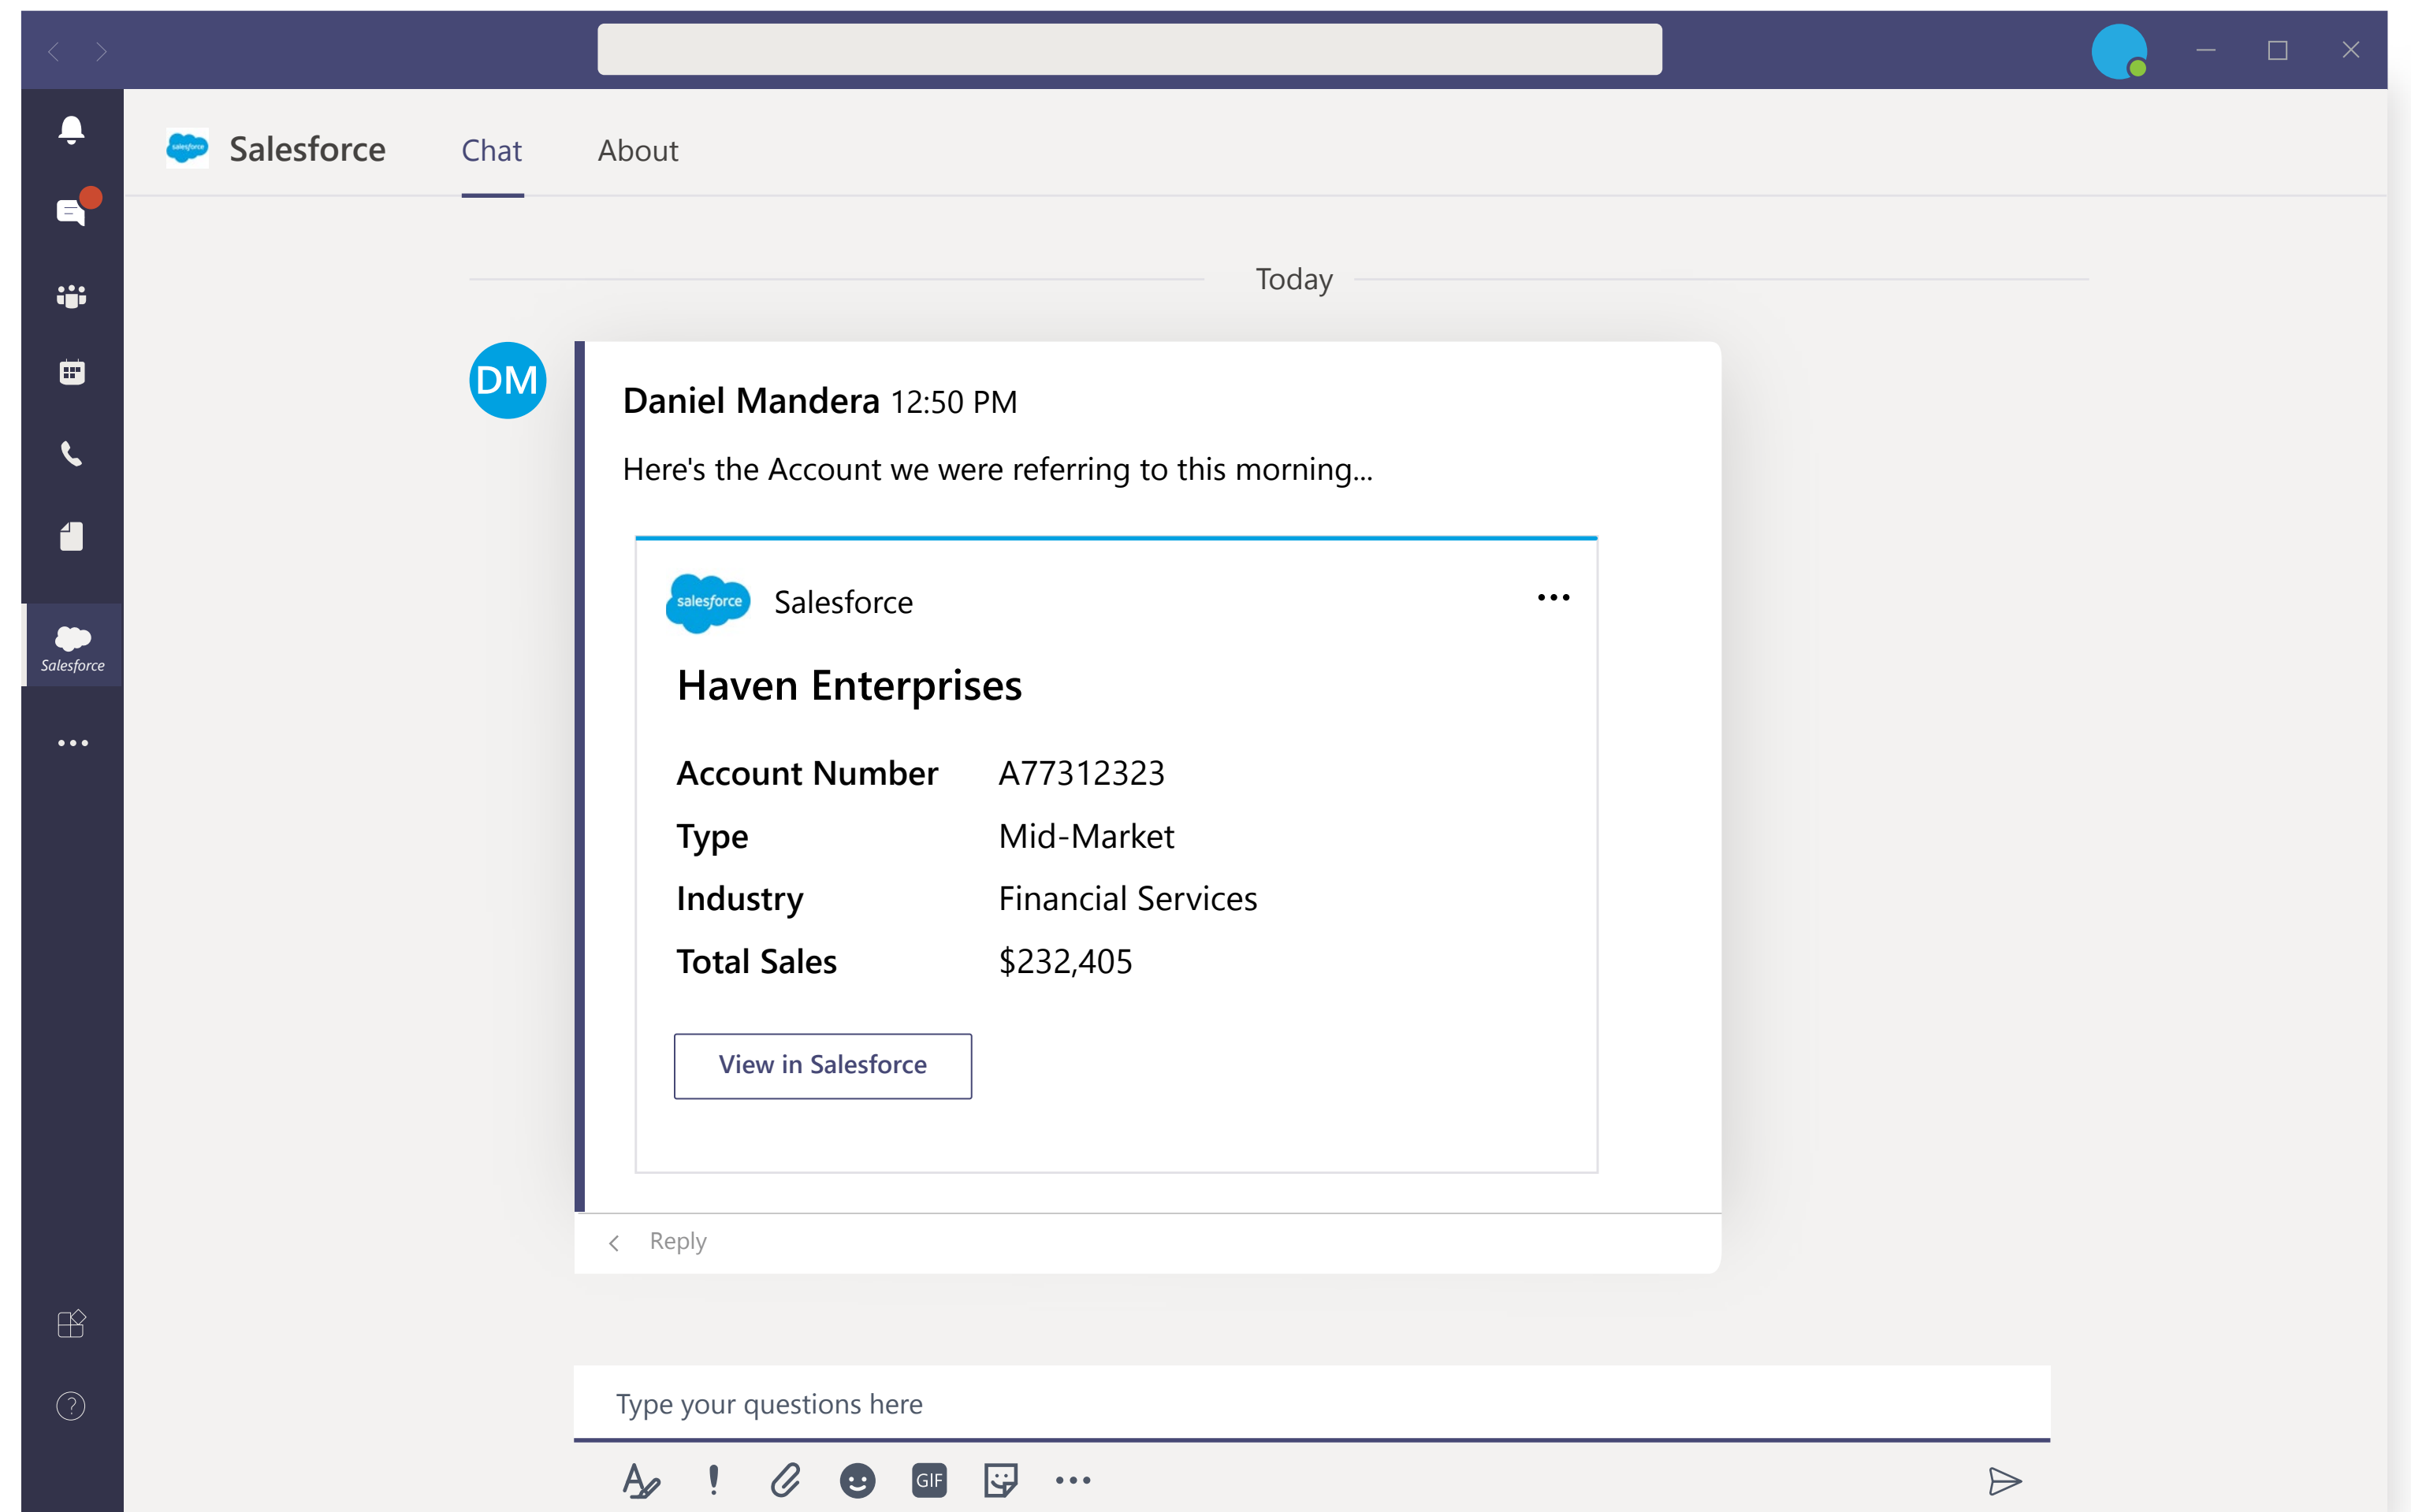 salesforce
Salesforce Chat About
Today
DM
Daniel Mandera 12:50 PM
Here's the Account we were referring to this morning...
salesforce Salesforce
Haven Enterprises
Account Number A77312323
Type Mid-Market
Industry Financial Services
Total Sales $232,405
View in Salesforce
Reply
Salesforce
Type your questions here
GIF